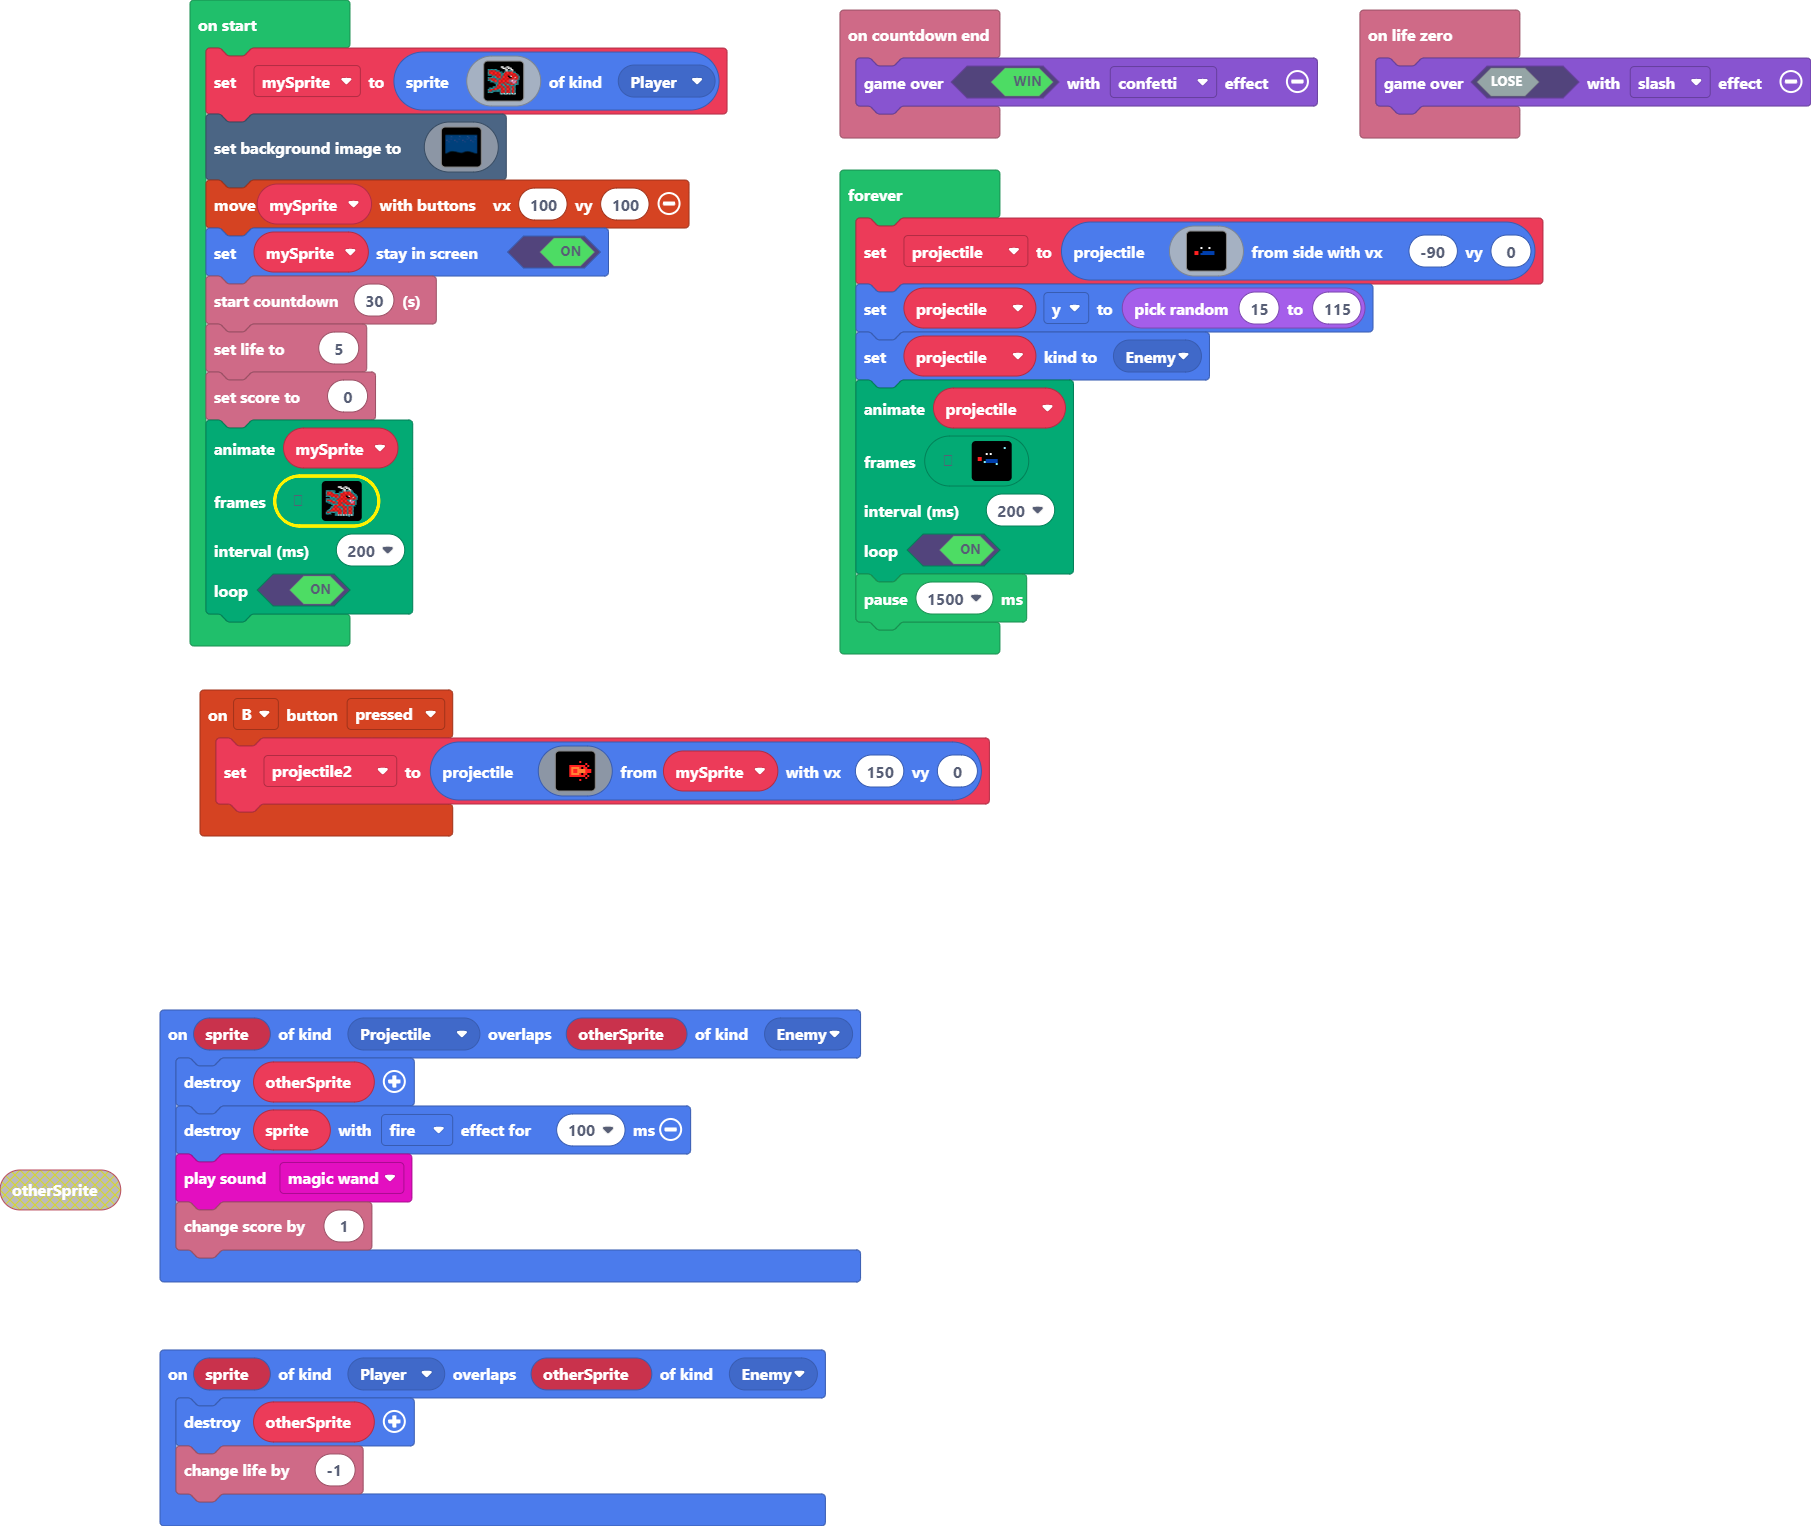 on start
set mySprite to sprite of kind Player
set background image to
move mySprite with buttons vx 100 vy 100
set mySprite stay in screen ON
start countdown 30 (s)
set life to 5
set score to 0
animate mySprite
frames
interval (ms) 200
loop ON
on countdown end
game over WIN with confetti effect
on life zero
game over LOSE with slash effect
forever
set projectile to projectile from side with vx -90 vy 0
set projectile y to pick random 15 to 115
set projectile kind to Enemy
animate projectile
frames
interval (ms) 200
loop ON
pause 1500 ms
on B button pressed
set projectile2 to projectile from mySprite with vx 150 vy 0
on sprite of kind Projectile overlaps otherSprite of kind Enemy
destroy otherSprite
destroy sprite with fire effect for 100 ms
play sound magic wand
change score by 1
otherSprite
on sprite of kind Player overlaps otherSprite of kind Enemy
destroy otherSprite
change life by -1